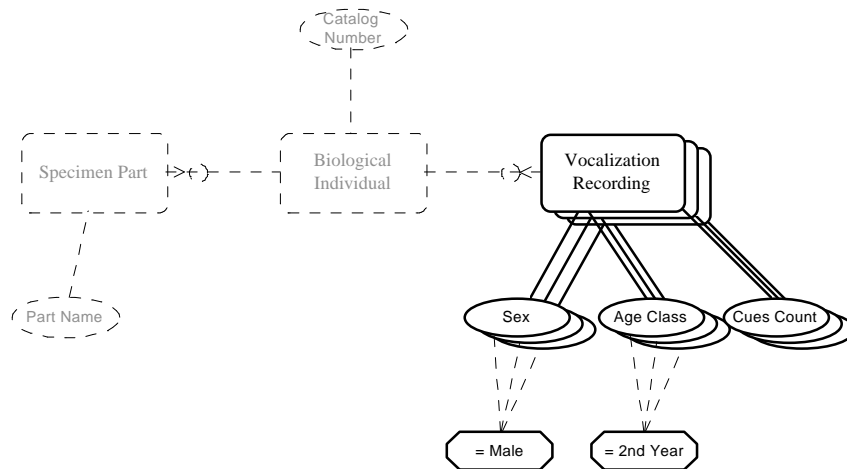 Catalog
Number
Specimen Part
Biological
Individual
Vocalization
Recording
Part Name
Sex
Age Class
Cues Count
= Male
= 2nd Year